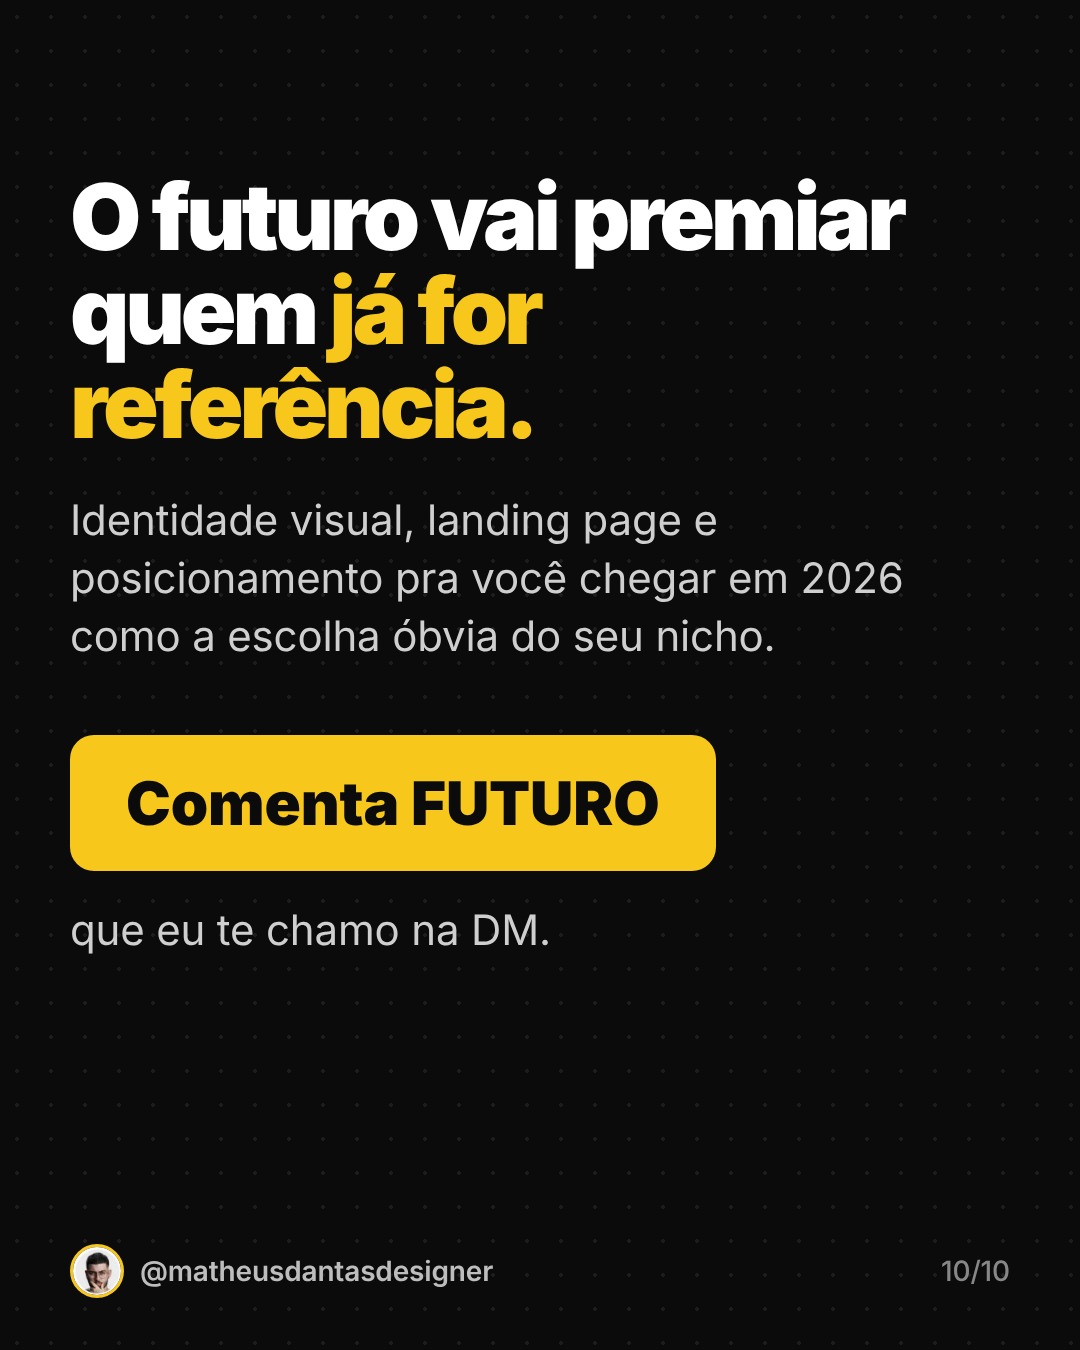 O futuro vai premiar
quem já for
referência.
Identidade visual, landing page e
posicionamento pra você chegar em 2026
como a escolha óbvia do seu nicho.
Comenta FUTURO
que eu te chamo na DM.
@matheusdantasdesigner
10/10